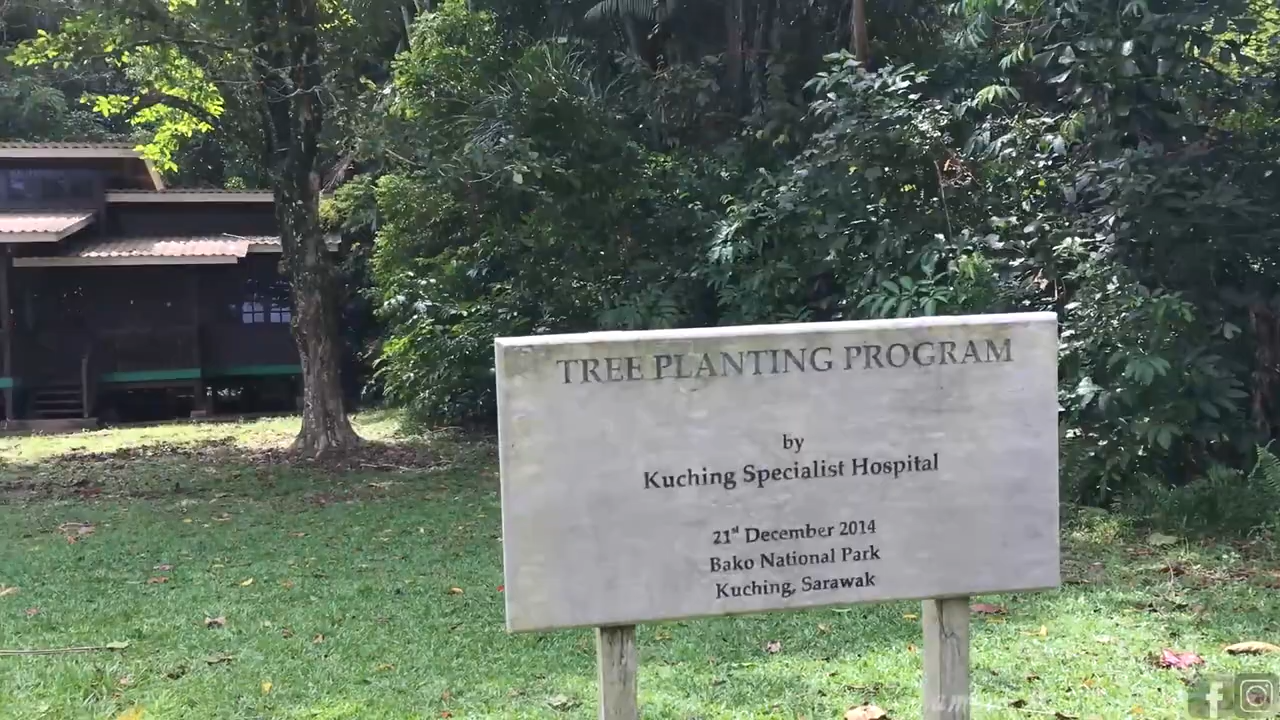 TREE PLANTING PROGRAM
by
Kuching Specialist Hospital
21st December 2014
Bako National Park
Kuching, Sarawak